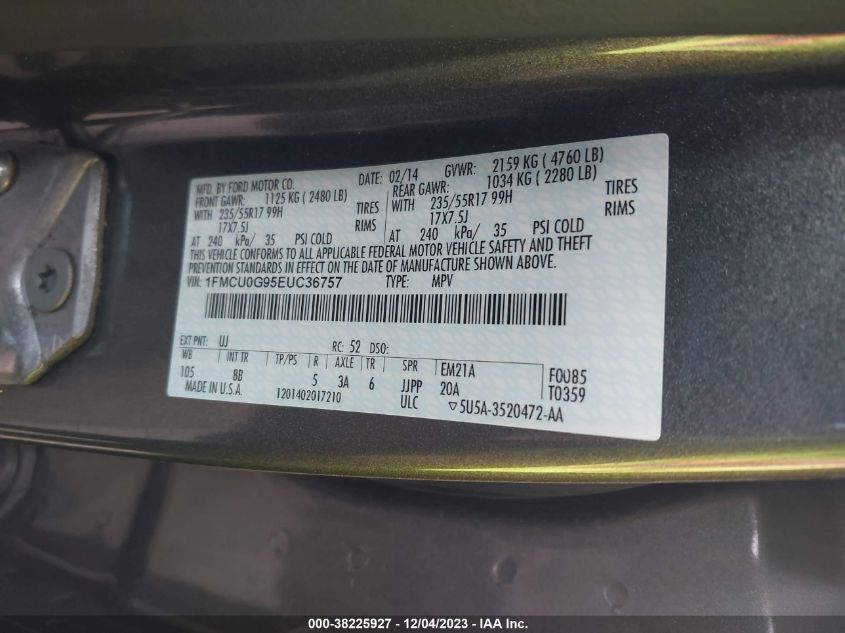 MFD. BY FORD MOTOR CO. DATE: 02/14 GVWR: 2159 KG ( 4760 LB)
FRONT GAWR: 1125 KG ( 2480 LB) REAR GAWR: 1034 KG ( 2280 LB)
WITH 235/55R17 99H TIRES WITH 235/55R17 99H TIRES
17X7.5J RIMS 17X7.5J RIMS
AT 240 kPa/ 35 PSI COLD AT 240 kPa/ 35 PSI COLD
THIS VEHICLE CONFORMS TO ALL APPLICABLE FEDERAL MOTOR VEHICLE SAFETY AND THEFT
PREVENTION STANDARDS IN EFFECT ON THE DATE OF MANUFACTURE SHOWN ABOVE.
VIN: 1FMCU0G95EUC36757 TYPE: MPV
EXT PNT: UJ RC: 52 DSO:
WB INT TR TP/PS R AXLE TR SPR EM21A F0085
105 8B 5 3A 6 JJPP 20A T0359
MADE IN U.S.A. 1201402017210 ULC ▽5U5A-3520472-AA
000-38225927 - 12/04/2023 - IAA Inc.